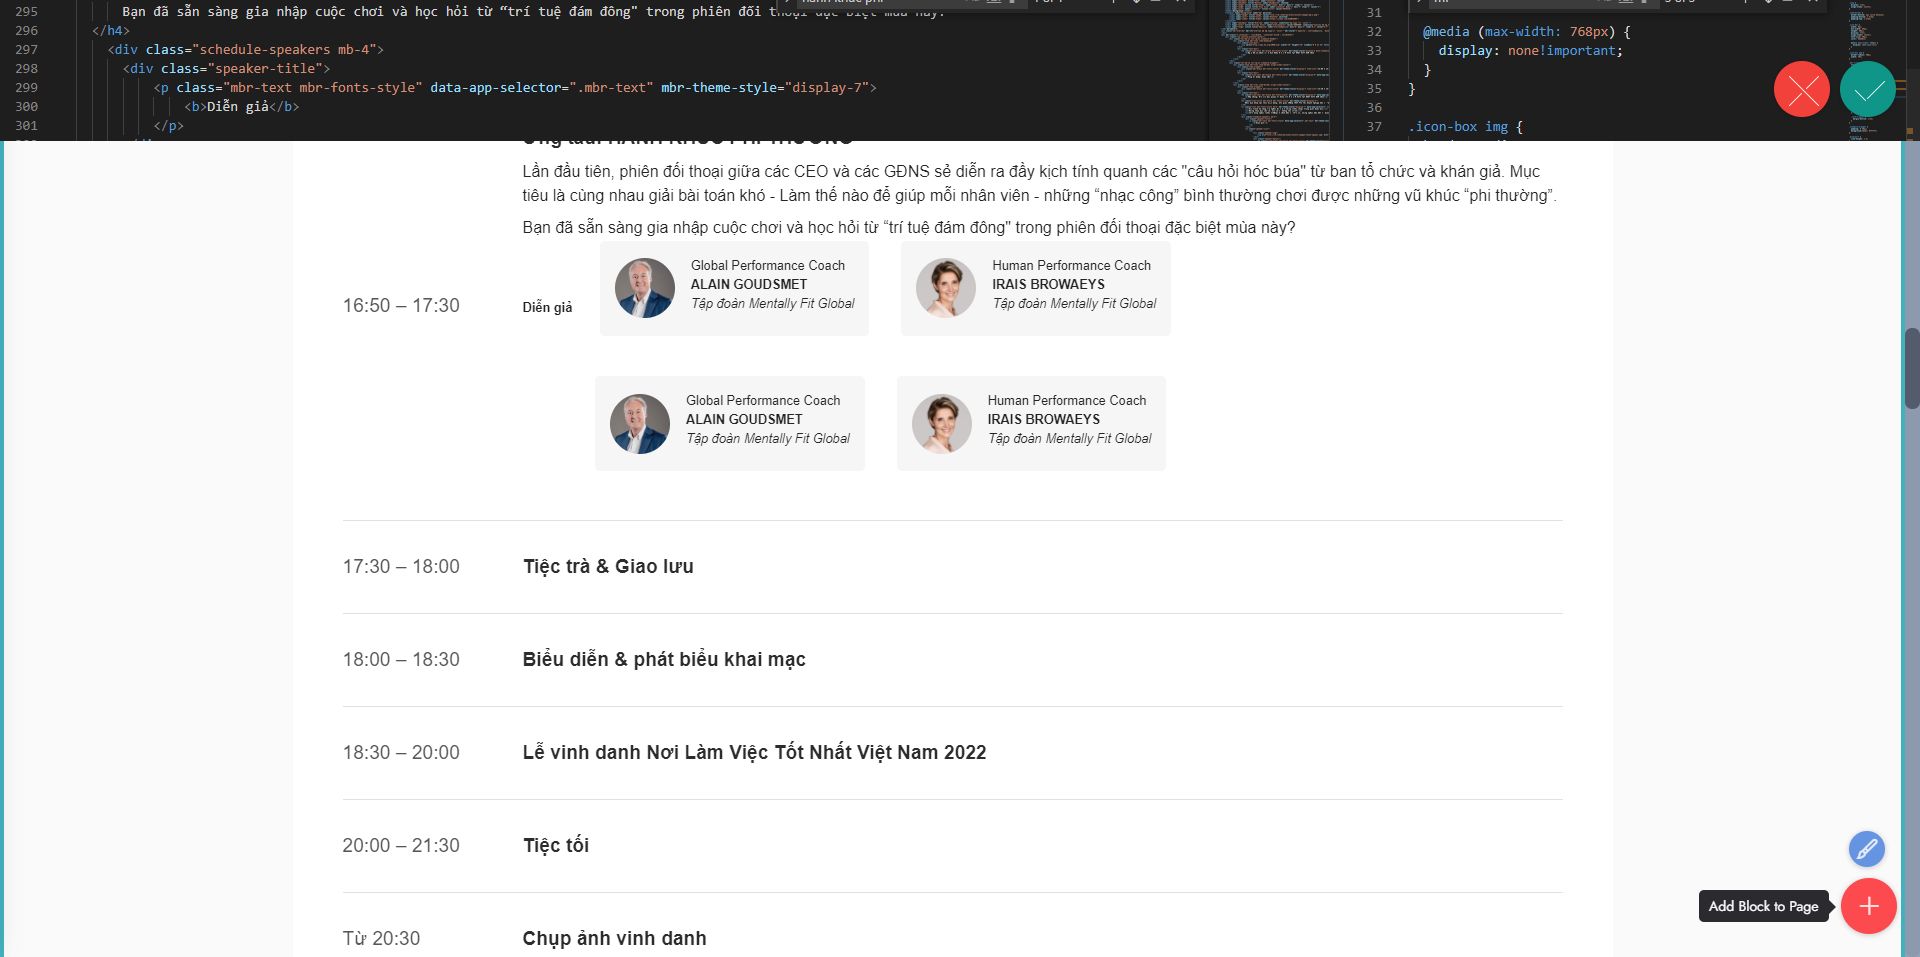 295 Bạn đã sẵn sàng gia nhập cuộc chơi và học hỏi từ “trí tuệ đám đông" trong phiên đối thoại đặc biệt mùa này?
296 </h4>
297 <div class="schedule-speakers mb-4">
298 <div class="speaker-title">
299 <p class="mbr-text mbr-fonts-style" data-app-selector=".mbr-text" mbr-theme-style="display-7">
300 <b>Diễn giả</b>
301 </p>
31
32 @media (max-width: 768px) {
33 display: none!important;
34 }
35 }
36
37 .icon-box img {
Lần đầu tiên, phiên đối thoại giữa các CEO và các GĐNS sẻ diễn ra đầy kịch tính quanh các "câu hỏi hóc búa" từ ban tổ chức và khán giả. Mục
tiêu là cùng nhau giải bài toán khó - Làm thế nào để giúp mỗi nhân viên - những “nhạc công” bình thường chơi được những vũ khúc “phi thường”.
Bạn đã sẵn sàng gia nhập cuộc chơi và học hỏi từ “trí tuệ đám đông" trong phiên đối thoại đặc biệt mùa này?
16:50 – 17:30
Diễn giả
Global Performance Coach
ALAIN GOUDSMET
Tập đoàn Mentally Fit Global
Human Performance Coach
IRAIS BROWAEYS
Tập đoàn Mentally Fit Global
Global Performance Coach
ALAIN GOUDSMET
Tập đoàn Mentally Fit Global
Human Performance Coach
IRAIS BROWAEYS
Tập đoàn Mentally Fit Global
17:30 – 18:00 Tiệc trà & Giao lưu
18:00 – 18:30 Biểu diễn & phát biểu khai mạc
18:30 – 20:00 Lễ vinh danh Nơi Làm Việc Tốt Nhất Việt Nam 2022
20:00 – 21:30 Tiệc tối
Add Block to Page
Từ 20:30 Chụp ảnh vinh danh